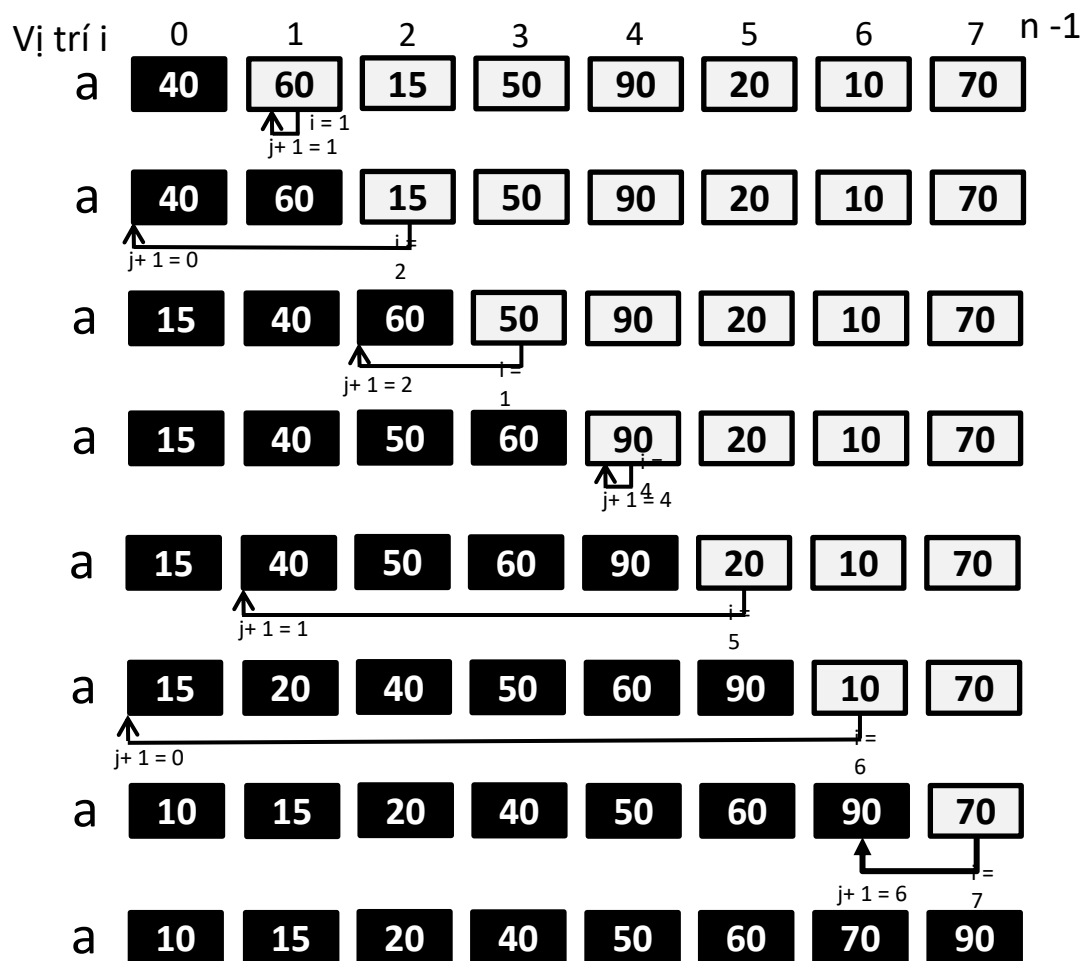 Vị trí i 0 1 2 3 4 5 6 7 n -1
a 40 60 15 50 90 20 10 70
i = 1
j+ 1 = 1
a 40 60 15 50 90 20 10 70
i =
j+ 1 = 0
2
a 15 40 60 50 90 20 10 70
i =
j+ 1 = 2
1
a 15 40 50 60 90 20 10 70
i =
4
j+ 1 = 4
a 15 40 50 60 90 20 10 70
i =
j+ 1 = 1
5
a 15 20 40 50 60 90 10 70
i =
j+ 1 = 0
6
a 10 15 20 40 50 60 90 70
i =
j+ 1 = 6
7
a 10 15 20 40 50 60 70 90